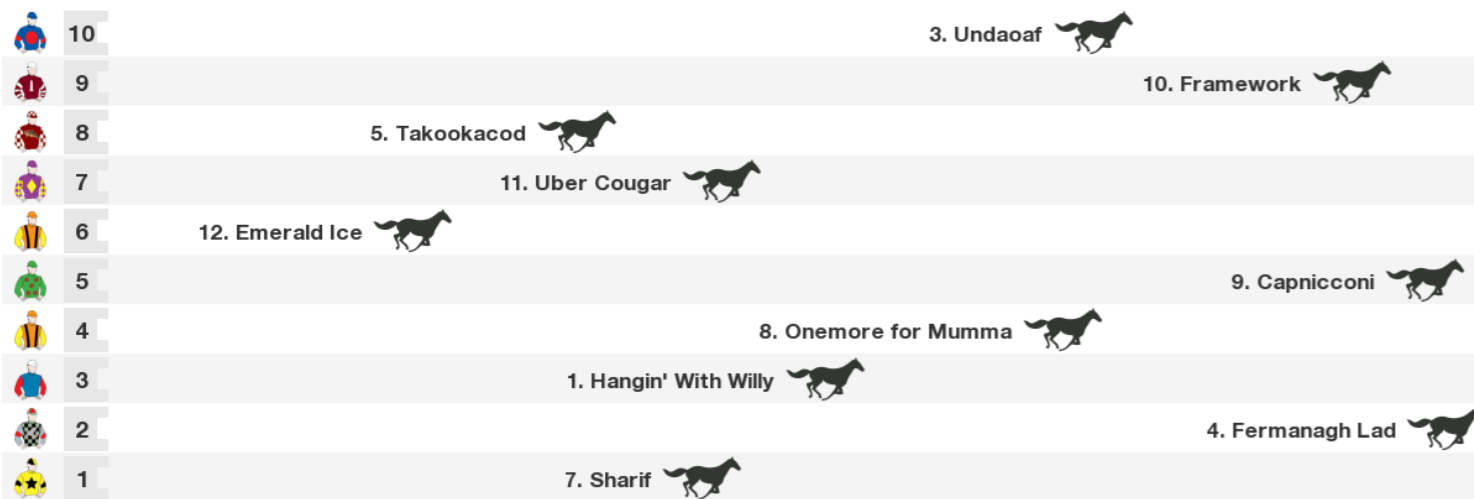 10 3. Undaoaf
9 10. Framework
8 5. Takookacod
7 11. Uber Cougar
6 12. Emerald Ice
5 9. Capnicconi
4 8. Onemore for Mumma
3 1. Hangin' With Willy
2 4. Fermanagh Lad
1 7. Sharif